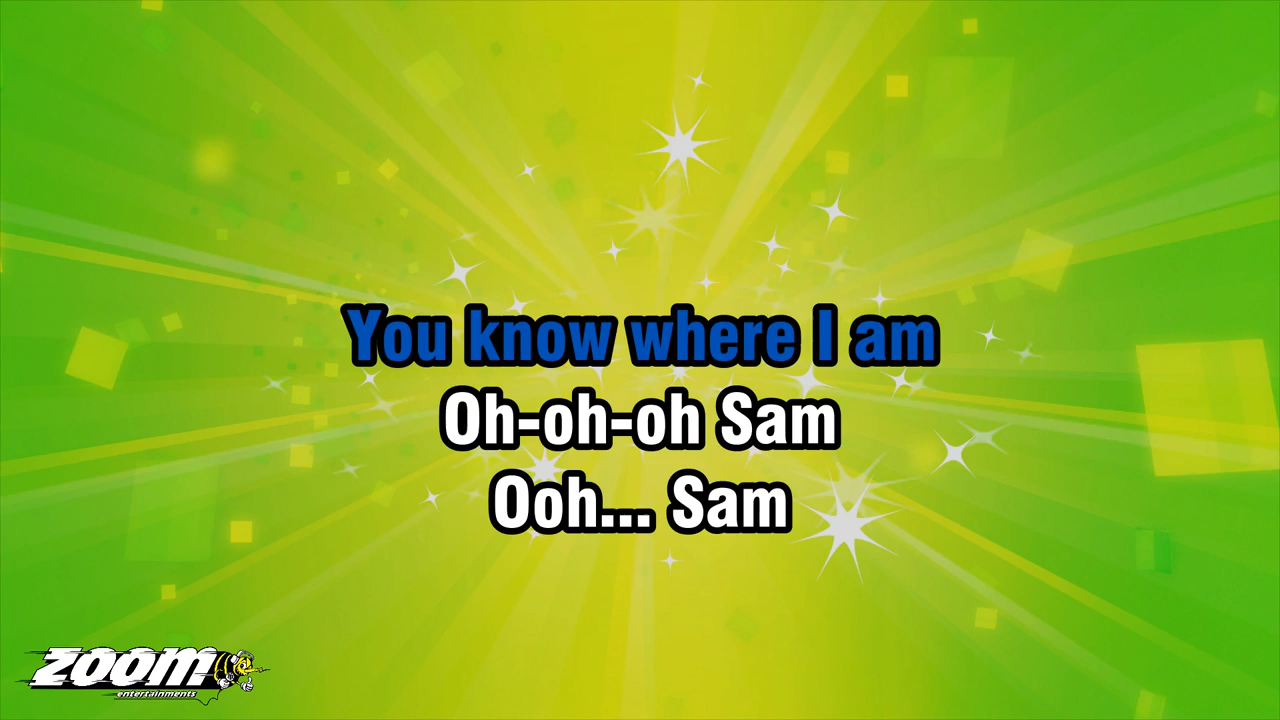 You know where I am
Oh-oh-oh Sam
Ooh... Sam
zoom
entertainments